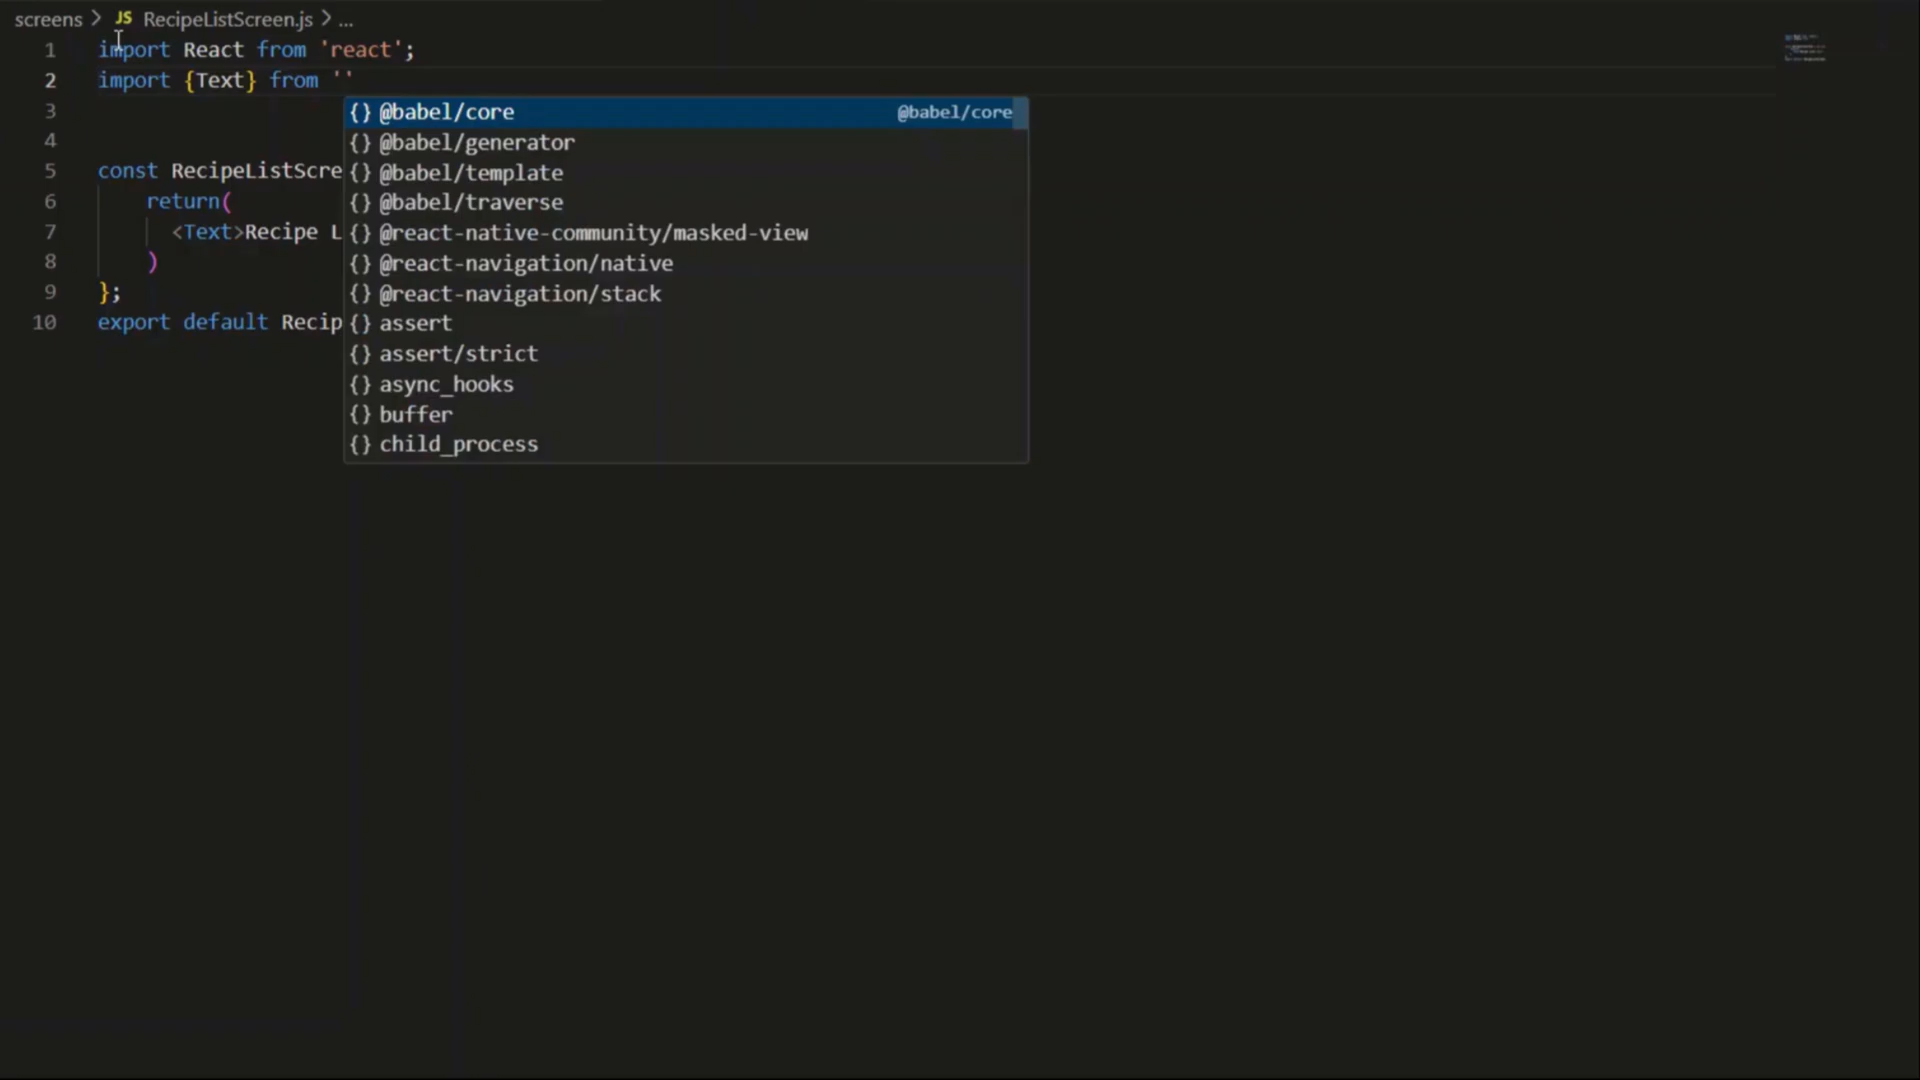 screens > JS RecipeListScreen.js > ...
1 import React from 'react';
2 import {Text} from ''
3
4
5 const RecipeListScre
6 return(
7 <Text>Recipe L
8 )
9 };
10 export default Recip
{} @babel/core @babel/core
{} @babel/generator
{} @babel/template
{} @babel/traverse
{} @react-native-community/masked-view
{} @react-navigation/native
{} @react-navigation/stack
{} assert
{} assert/strict
{} async_hooks
{} buffer
{} child_process